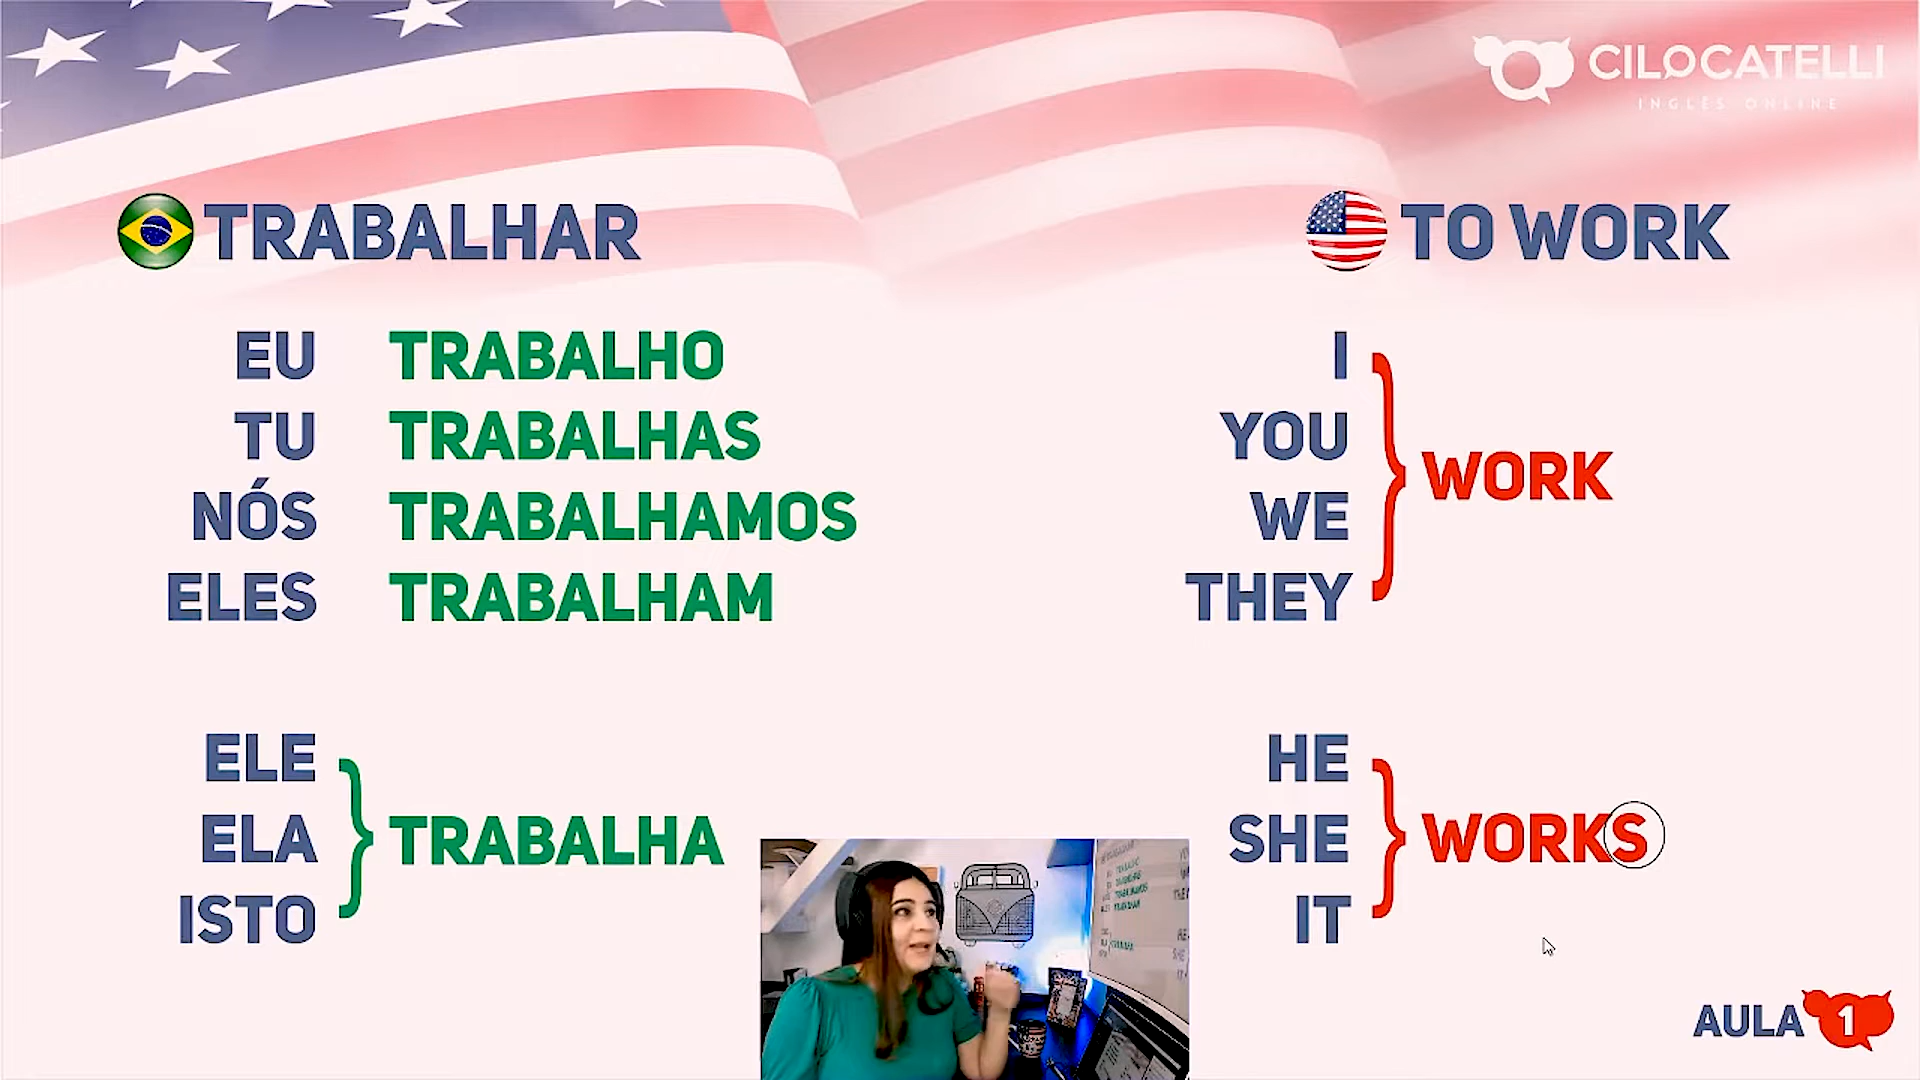 CILOCATELLI
INGLÊS ONLINE
TRABALHAR
EU TRABALHO
TU TRABALHAS
NÓS TRABALHAMOS
ELES TRABALHAM
ELE
ELA
ISTO
TRABALHA
TO WORK
I
YOU
WE
THEY
WORK
HE
SHE
IT
WORKS
AULA 1